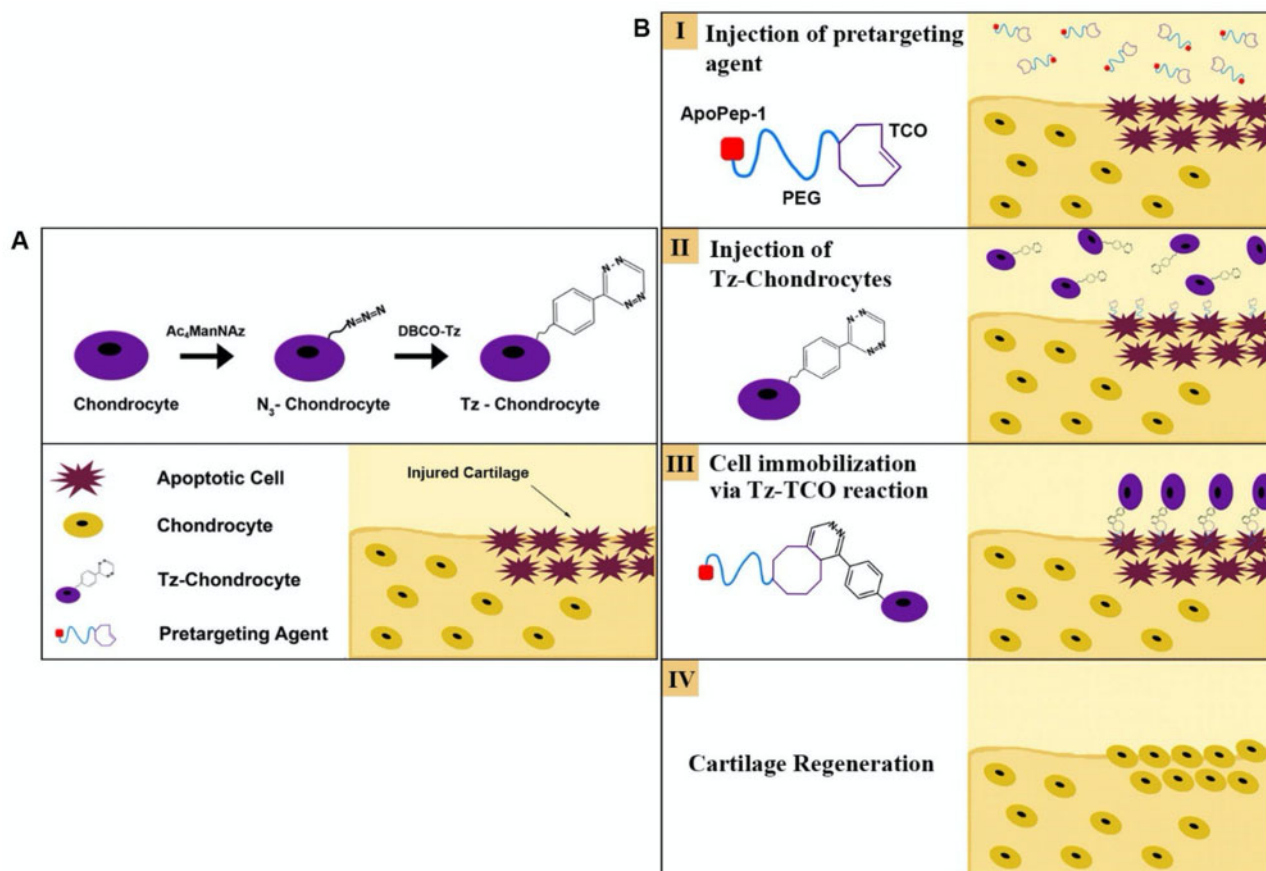 A
Ac₄ManNAz
DBCO-Tz
N=N=N
N-N
N=N
Chondrocyte
N₃- Chondrocyte
Tz - Chondrocyte
Apoptotic Cell
Chondrocyte
Tz-Chondrocyte
Pretargeting Agent
Injured Cartilage
B
I
Injection of pretargeting
agent
ApoPep-1
TCO
PEG
II
Injection of
Tz-Chondrocytes
N-N
N=N
III
Cell immobilization
via Tz-TCO reaction
N-N
IV
Cartilage Regeneration